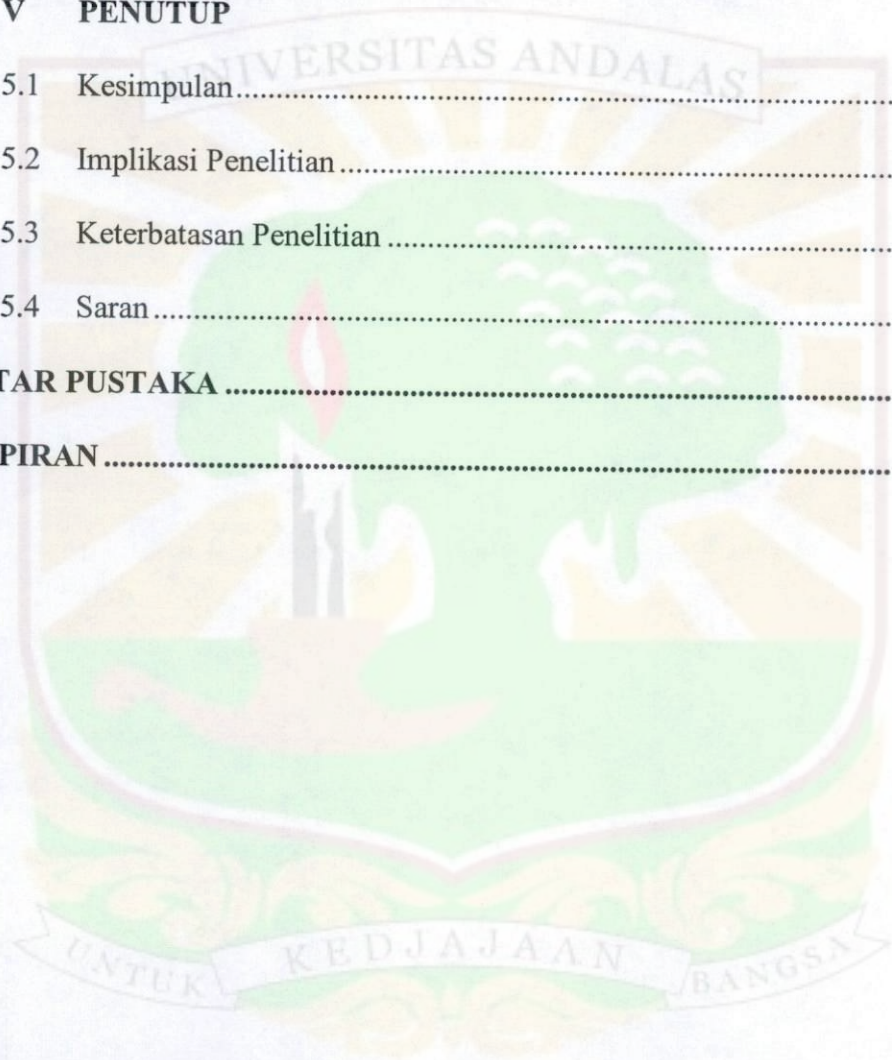 V PENUTUP
UNIVERSITAS ANDALAS
5.1 Kesimpulan..........................................................................................
5.2 Implikasi Penelitian..............................................................................
5.3 Keterbatasan Penelitian........................................................................
5.4 Saran....................................................................................................
TAR PUSTAKA...........................................................................................
PIRAN..........................................................................................................
UNTUK KEDJAJAAN BANGSA